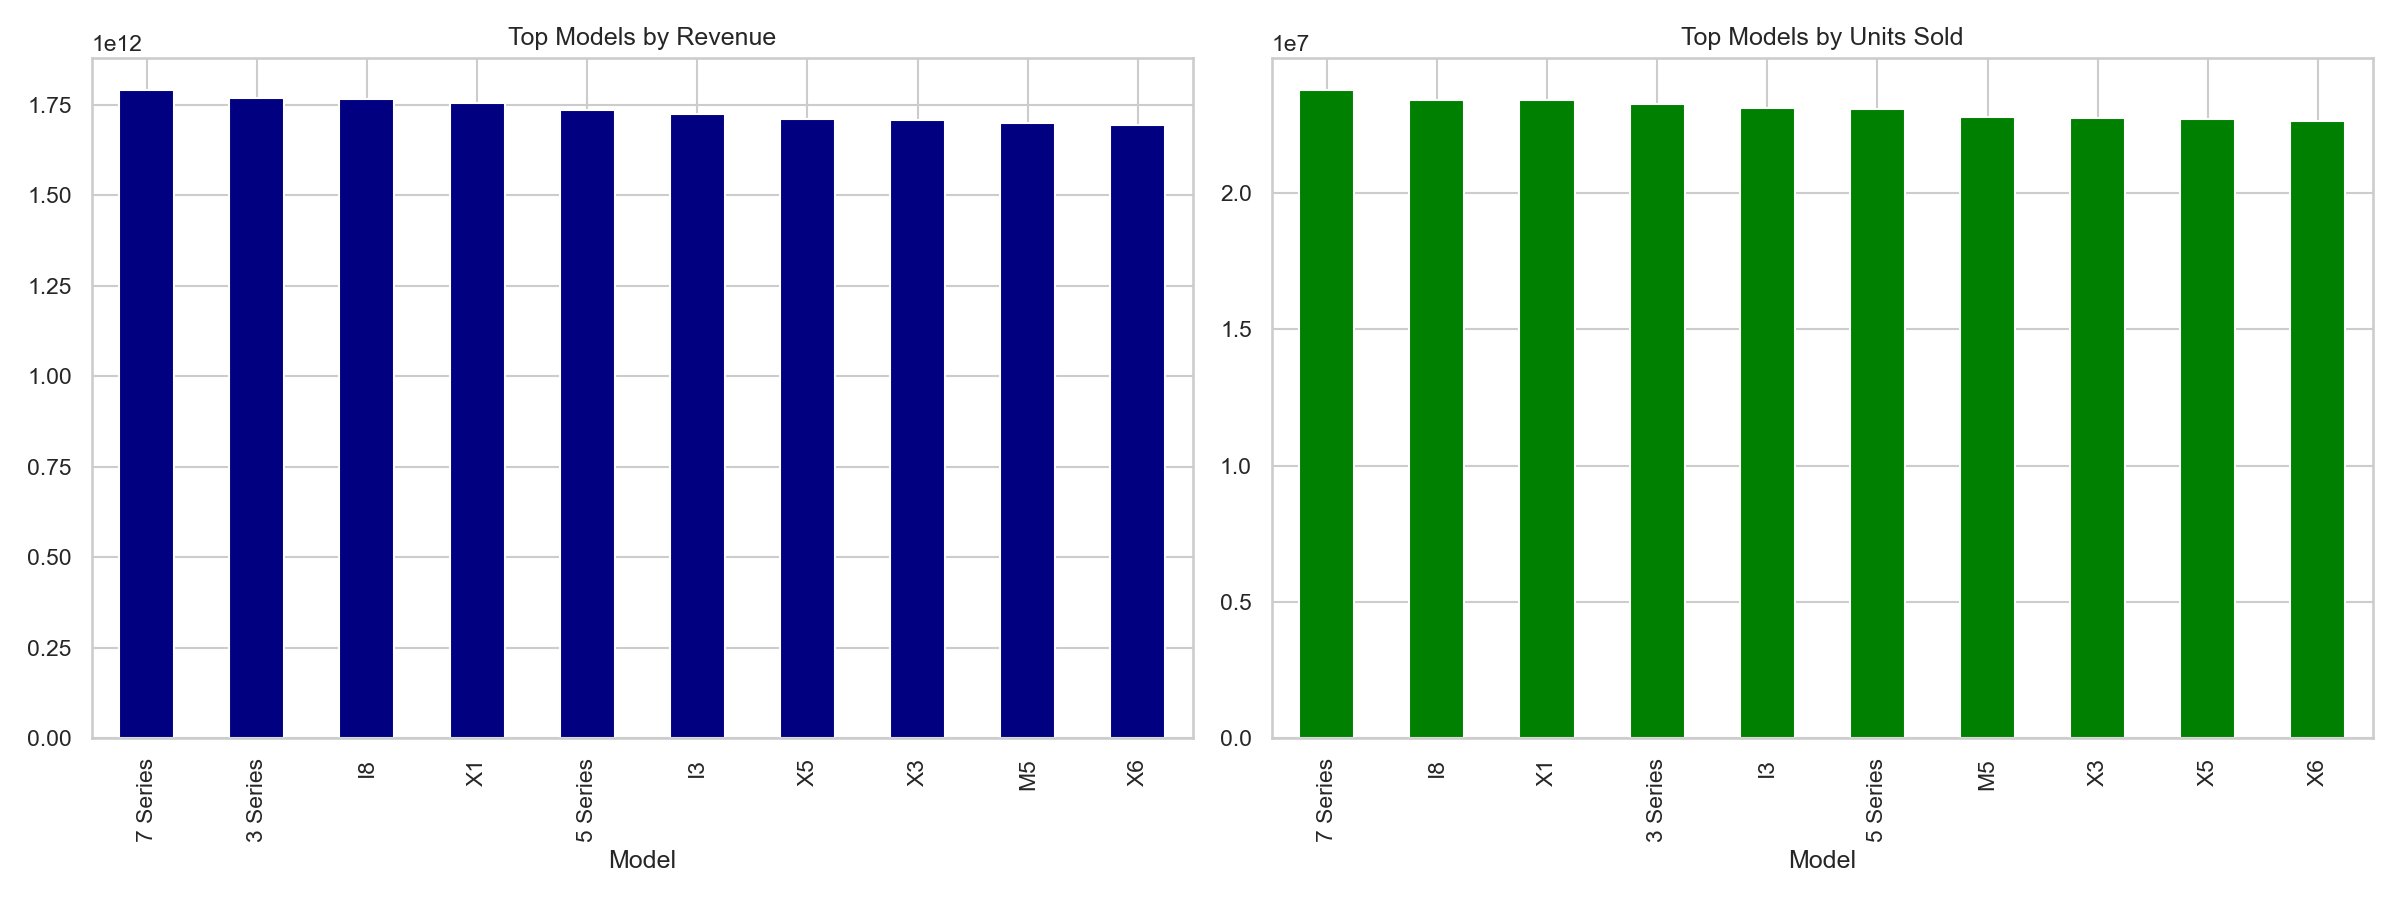 Top Models by Revenue
1e12
1.75
1.50
1.25
1.00
0.75
0.50
0.25
0.00
7 Series
3 Series
I8
X1
5 Series
I3
X5
X3
M5
X6
Model
Top Models by Units Sold
1e7
2.0
1.5
1.0
0.5
0.0
7 Series
I8
X1
3 Series
I3
5 Series
M5
X3
X5
X6
Model